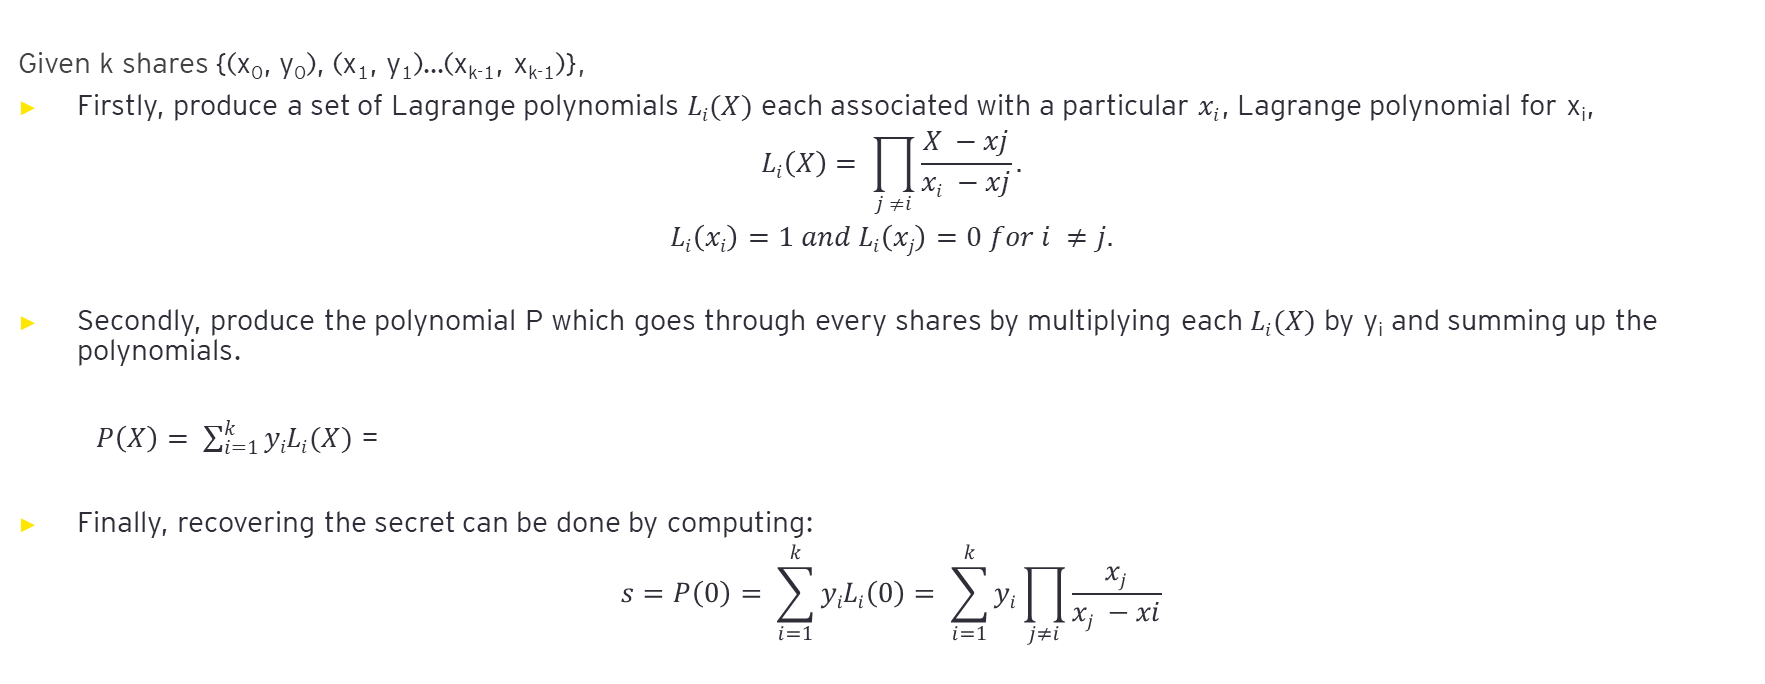 Given k shares {(x₀, y₀), (x₁, y₁)...(xₖ₋₁, xₖ₋₁)},
► Firstly, produce a set of Lagrange polynomials Lᵢ(X) each associated with a particular xᵢ, Lagrange polynomial for xᵢ,
Lᵢ(X) = ∏_{j ≠i} (X − xj)/(xᵢ − xj).
Lᵢ(xᵢ) = 1 and Lᵢ(xⱼ) = 0 for i ≠ j.
► Secondly, produce the polynomial P which goes through every shares by multiplying each Lᵢ(X) by yᵢ and summing up the
polynomials.
P(X) = ∑_{i=1}^{k} yᵢLᵢ(X) =
► Finally, recovering the secret can be done by computing:
s = P(0) = ∑_{i=1}^{k} yᵢLᵢ(0) = ∑_{i=1}^{k} yᵢ ∏_{j≠i} xⱼ/(xⱼ − xi)